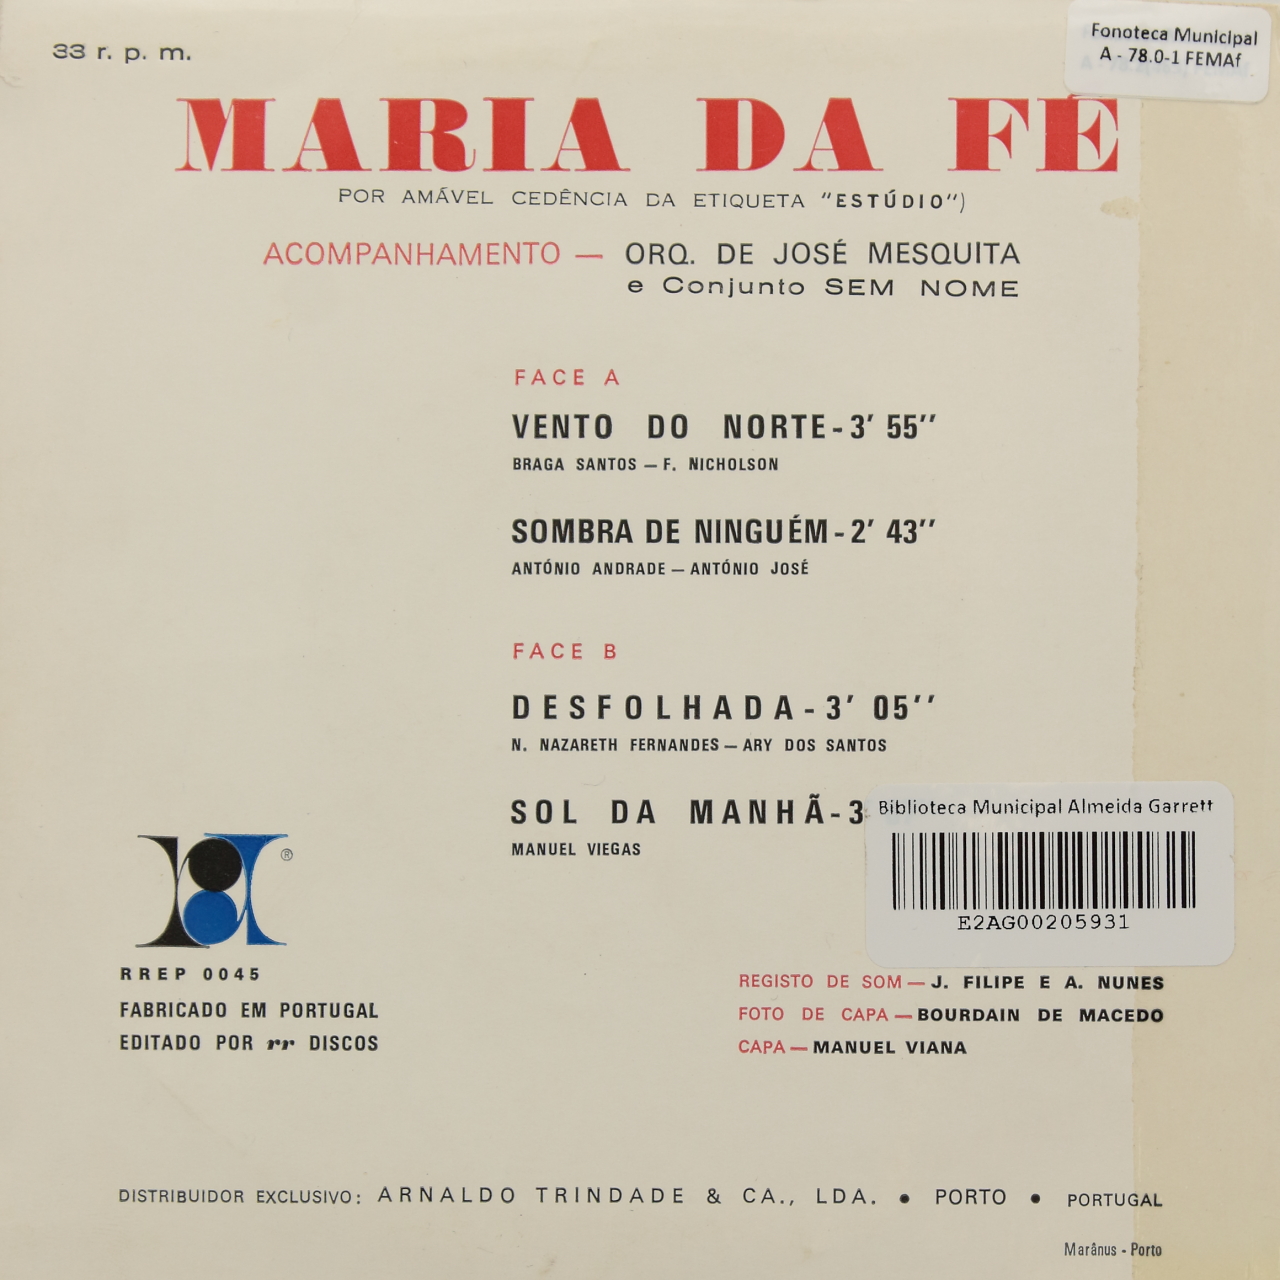 33 r. p. m.
Fonoteca Municipal
A - 78.0-1 FEMAf
MARIA DA FÉ
POR AMÁVEL CEDÊNCIA DA ETIQUETA "ESTÚDIO")
ACOMPANHAMENTO — ORQ. DE JOSÉ MESQUITA
e Conjunto SEM NOME
FACE A
VENTO DO NORTE - 3' 55''
BRAGA SANTOS — F. NICHOLSON
SOMBRA DE NINGUÉM - 2' 43''
ANTÓNIO ANDRADE — ANTÓNIO JOSÉ
FACE B
DESFOLHADA - 3' 05''
N. NAZARETH FERNANDES — ARY DOS SANTOS
SOL DA MANHÃ - 3
MANUEL VIEGAS
Biblioteca Municipal Almeida Garrett
E2AG00205931
®
RREP 0045
FABRICADO EM PORTUGAL
EDITADO POR rr DISCOS
REGISTO DE SOM — J. FILIPE E A. NUNES
FOTO DE CAPA — BOURDAIN DE MACEDO
CAPA — MANUEL VIANA
DISTRIBUIDOR EXCLUSIVO: ARNALDO TRINDADE & CA., LDA. • PORTO • PORTUGAL
Marânus - Porto